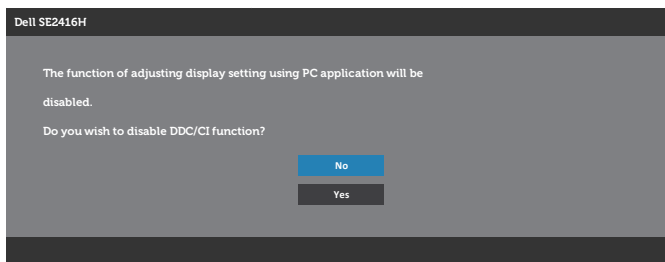 Dell SE2416H
The function of adjusting display setting using PC application will be
disabled.
Do you wish to disable DDC/CI function?
No
Yes